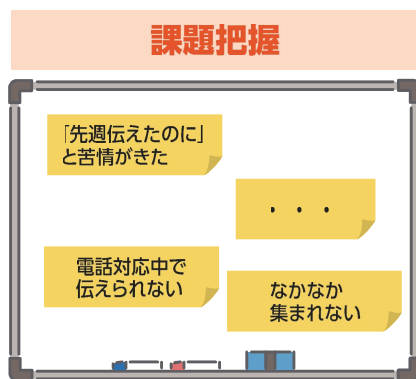 課題把握
「先週伝えたのに」
と苦情がきた
・・・
電話対応中で
伝えられない
なかなか
集まれない